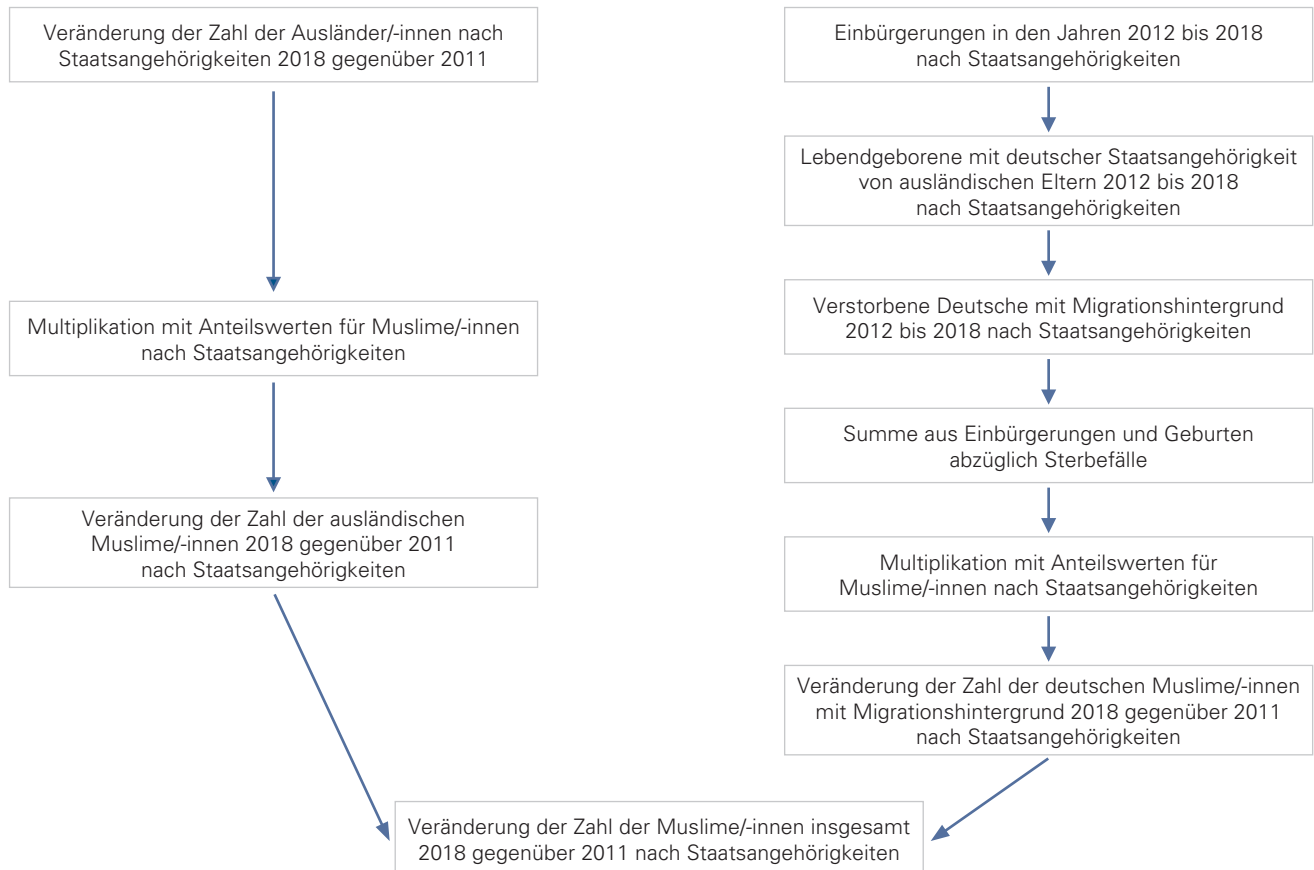 Veränderung der Zahl der Ausländer/-innen nach
Staatsangehörigkeiten 2018 gegenüber 2011
Multiplikation mit Anteilswerten für Muslime/-innen
nach Staatsangehörigkeiten
Veränderung der Zahl der ausländischen
Muslime/-innen 2018 gegenüber 2011
nach Staatsangehörigkeiten
Einbürgerungen in den Jahren 2012 bis 2018
nach Staatsangehörigkeiten
Lebendgeborene mit deutscher Staatsangehörigkeit
von ausländischen Eltern 2012 bis 2018
nach Staatsangehörigkeiten
Verstorbene Deutsche mit Migrationshintergrund
2012 bis 2018 nach Staatsangehörigkeiten
Summe aus Einbürgerungen und Geburten
abzüglich Sterbefälle
Multiplikation mit Anteilswerten für
Muslime/-innen nach Staatsangehörigkeiten
Veränderung der Zahl der deutschen Muslime/-innen
mit Migrationshintergrund 2018 gegenüber 2011
nach Staatsangehörigkeiten
Veränderung der Zahl der Muslime/-innen insgesamt
2018 gegenüber 2011 nach Staatsangehörigkeiten